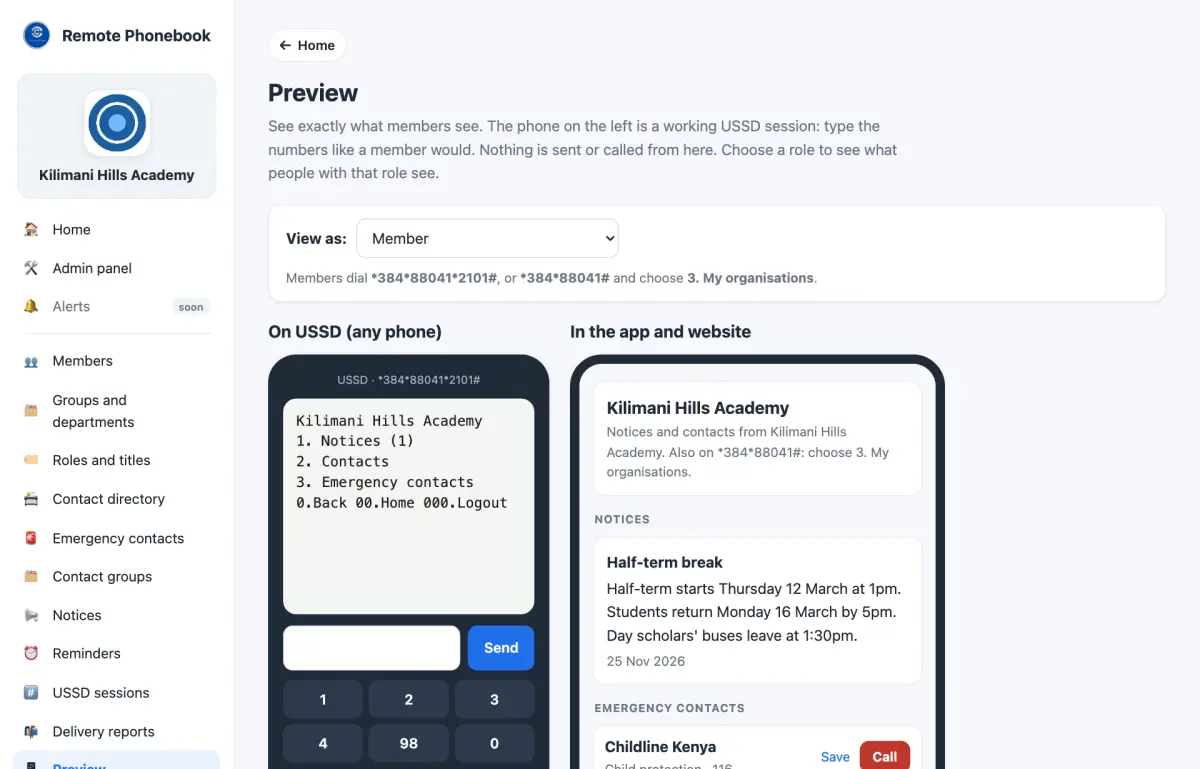 Remote Phonebook
Kilimani Hills Academy
Home
Admin panel
Alerts
soon
Members
Groups and
departments
Roles and titles
Contact directory
Emergency contacts
Contact groups
Notices
Reminders
#
USSD sessions
Delivery reports
Preview
← Home
Preview
See exactly what members see. The phone on the left is a working USSD session: type the
numbers like a member would. Nothing is sent or called from here. Choose a role to see what
people with that role see.
View as:
Member
Members dial *384*88041*2101#, or *384*88041# and choose 3. My organisations.
On USSD (any phone)
USSD · *384*88041*2101#
Kilimani Hills Academy
1. Notices (1)
2. Contacts
3. Emergency contacts
0.Back 00.Home 000.Logout
Send
1
2
3
4
98
0
In the app and website
Kilimani Hills Academy
Notices and contacts from Kilimani Hills
Academy. Also on *384*88041#: choose 3. My
organisations.
NOTICES
Half-term break
Half-term starts Thursday 12 March at 1pm.
Students return Monday 16 March by 5pm.
Day scholars' buses leave at 1:30pm.
25 Nov 2026
EMERGENCY CONTACTS
Childline Kenya
Child protection · 116
Save
Call